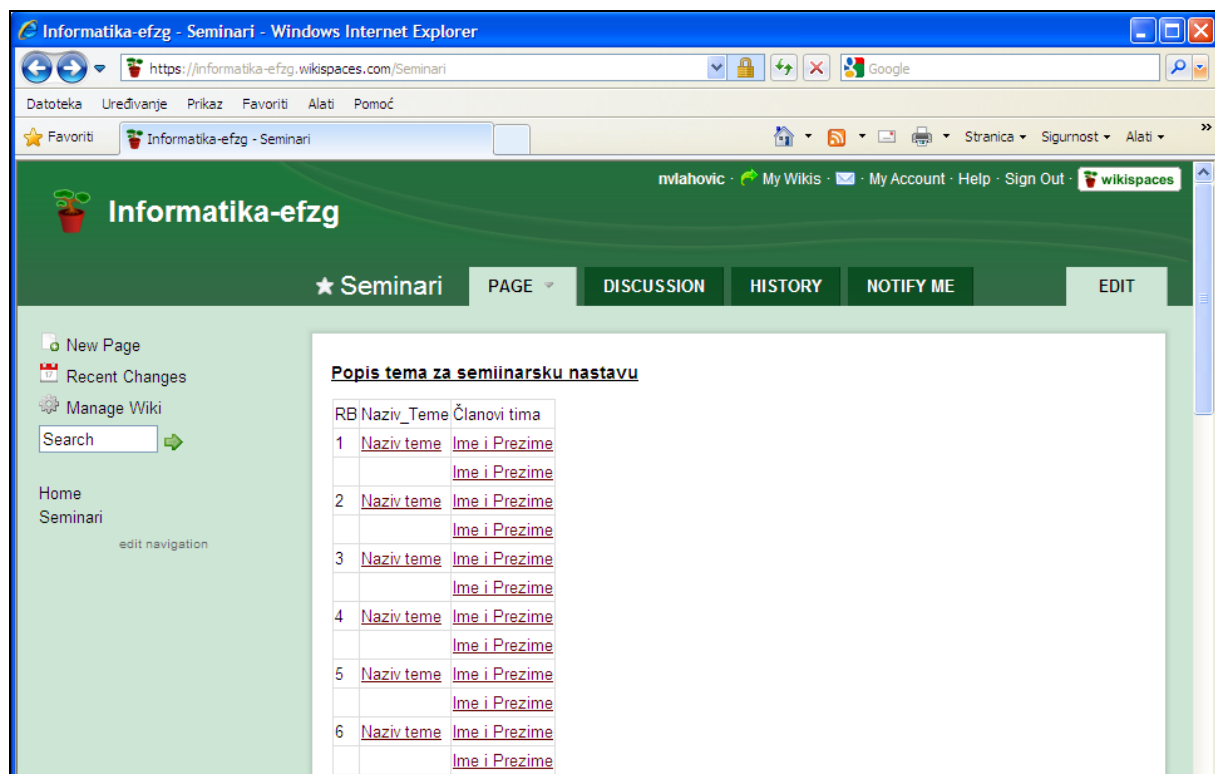 Informatika-efzg - Seminari - Windows Internet Explorer
https://informatika-efzg.wikispaces.com/Seminari
Google
Datoteka Uređivanje Prikaz Favoriti Alati Pomoć
Favoriti Informatika-efzg - Seminari Stranica Sigurnost Alati »
nvlahovic · My Wikis · · My Account · Help · Sign Out · wikispaces
Informatika-efzg
Seminari PAGE DISCUSSION HISTORY NOTIFY ME EDIT
New Page
Recent Changes
Manage Wiki
Search
Home
Seminari
edit navigation
Popis tema za semiinarsku nastavu
RB Naziv_Teme Članovi tima
1 Naziv teme Ime i Prezime
Ime i Prezime
2 Naziv teme Ime i Prezime
Ime i Prezime
3 Naziv teme Ime i Prezime
Ime i Prezime
4 Naziv teme Ime i Prezime
Ime i Prezime
5 Naziv teme Ime i Prezime
Ime i Prezime
6 Naziv teme Ime i Prezime
Ime i Prezime